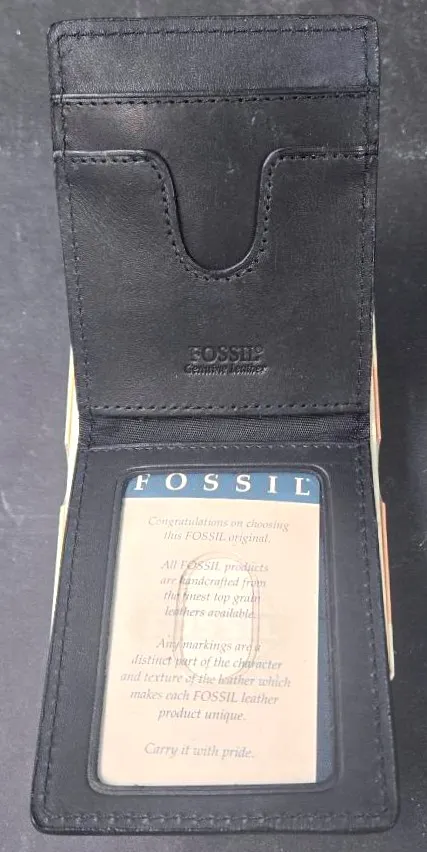 FOSSIL
Genuine Leather
FOSSIL
Congratulations on choosing
this FOSSIL original.
All FOSSIL products
are handcrafted from
the finest top grain
leathers available.
Any markings are a
distinct part of the character
and texture of the leather which
makes each FOSSIL leather
product unique.
Carry it with pride.